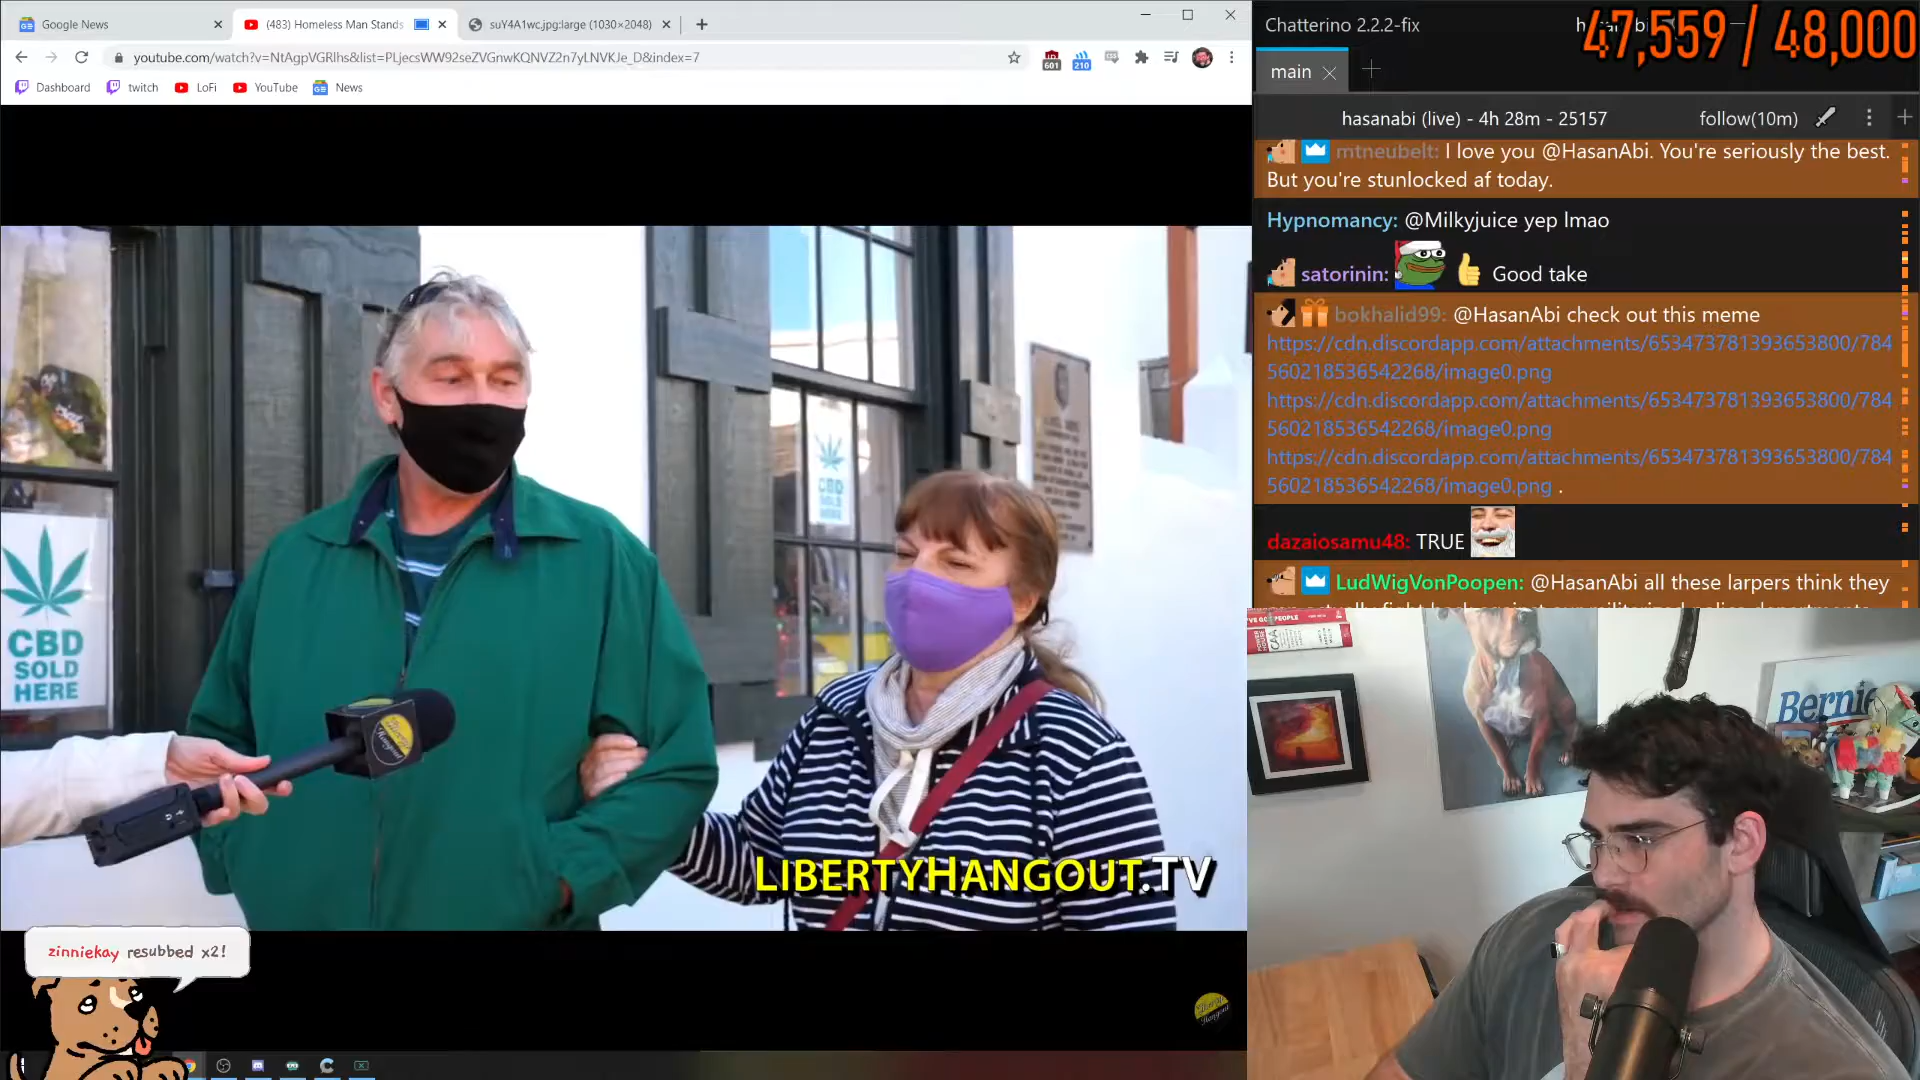 Google News
(483) Homeless Man Stands
suY4A1wc.jpg:large (1030×2048)
youtube.com/watch?v=NtAgpVGRlhs&list=PLjecsWW92seZVGnwKQNVZ2n7yLNVKJe_D&index=7
601
210
Dashboard
twitch
LoFi
YouTube
News
CBD
SOLD
HERE
CBD
SOLD
HERE
LIBERTYHANGOUT.TV
zinniekay resubbed x2!
Chatterino 2.2.2-fix
47,559 / 48,000
main
hasanabi (live) - 4h 28m - 25157
follow(10m)
mtneubelt: I love you @HasanAbi. You're seriously the best.
But you're stunlocked af today.
Hypnomancy: @Milkyjuice yep lmao
satorinin: Good take
bokhalid99: @HasanAbi check out this meme
https://cdn.discordapp.com/attachments/653473781393653800/784
560218536542268/image0.png
https://cdn.discordapp.com/attachments/653473781393653800/784
560218536542268/image0.png
https://cdn.discordapp.com/attachments/653473781393653800/784
560218536542268/image0.png .
dazaiosamu48: TRUE
LudWigVonPoopen: @HasanAbi all these larpers think they
Bernie